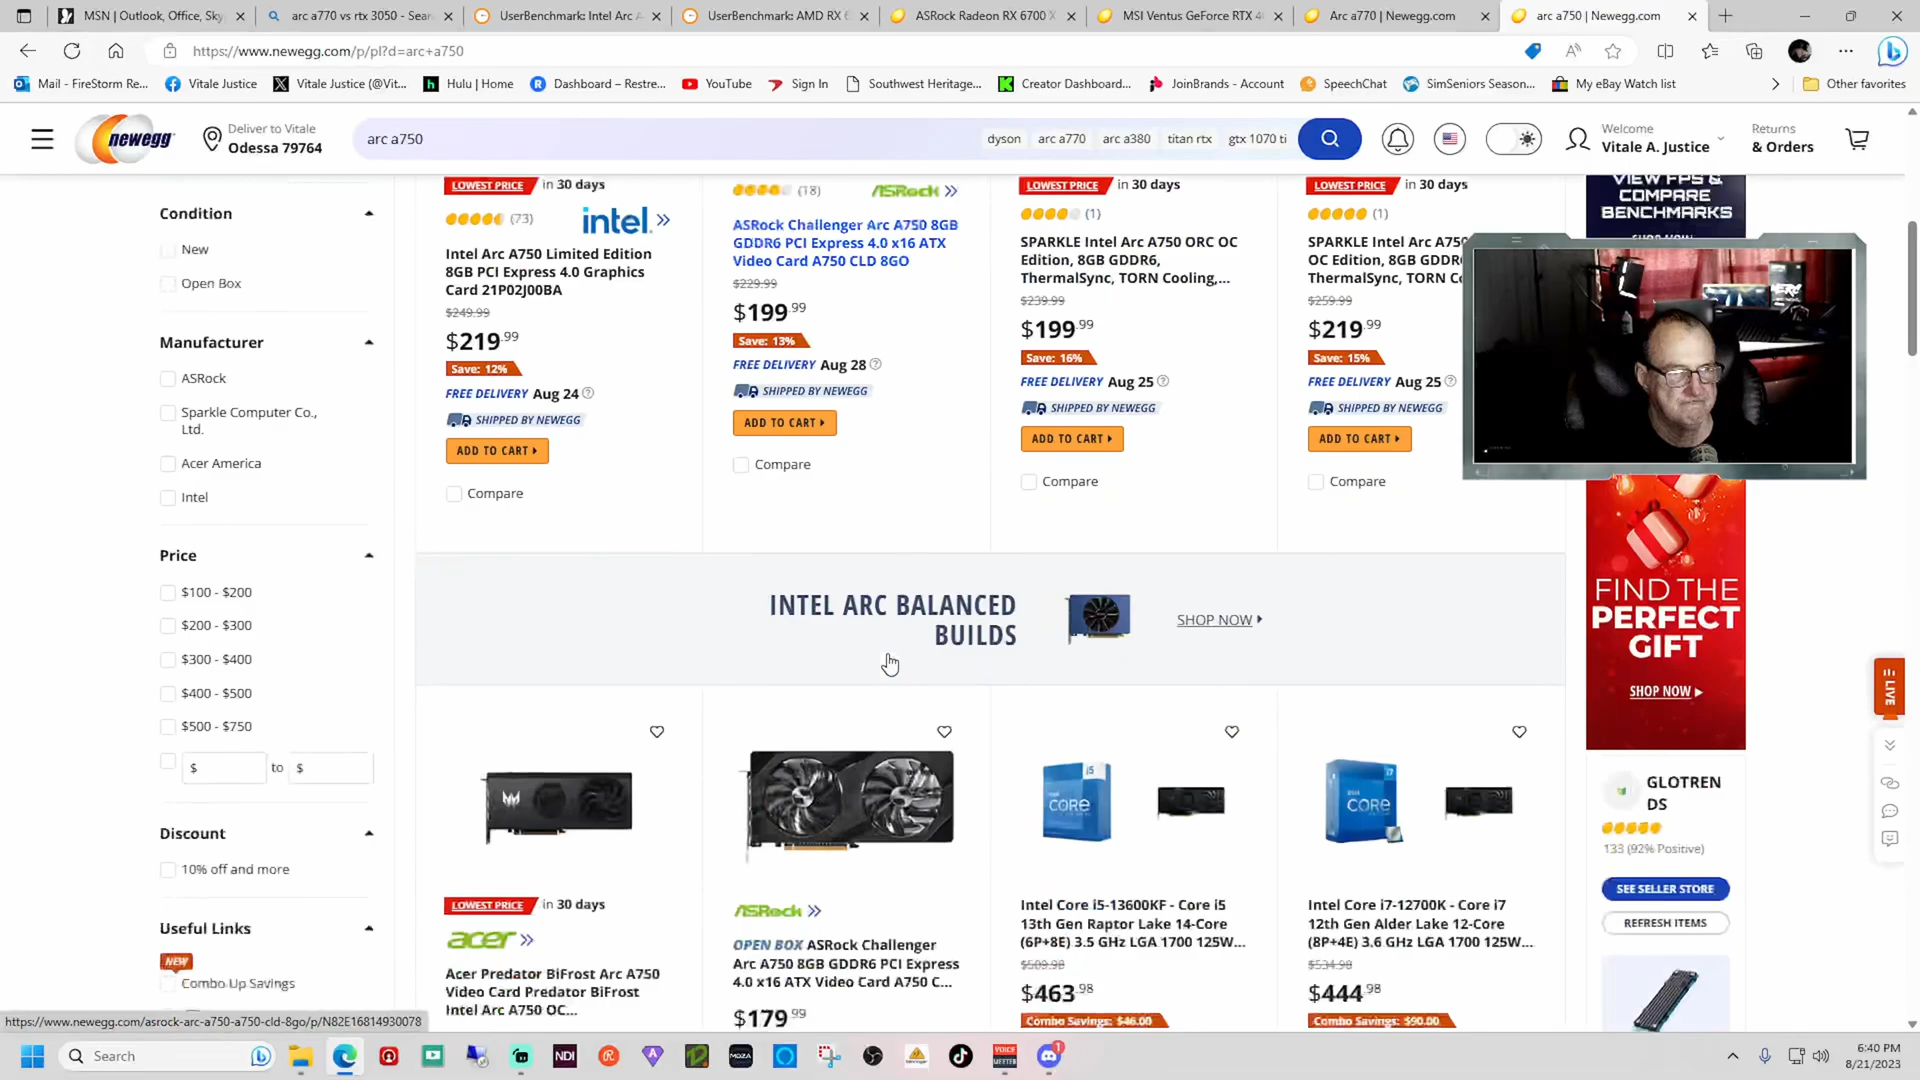 MSN | Outlook, Office, Sky
arc a770 vs rtx 3050 - Sear
UserBenchmark: Intel Arc A
UserBenchmark: AMD RX 6
ASRock Radeon RX 6700 X
MSI Ventus GeForce RTX 4
Arc a770 | Newegg.com
arc a750 | Newegg.com
https://www.newegg.com/p/pl?d=arc+a750
Mail - FireStorm Re...
Vitale Justice
Vitale Justice (@Vit...
Hulu | Home
Dashboard – Restre...
YouTube
Sign In
Southwest Heritage...
Creator Dashboard...
JoinBrands - Account
SpeechChat
SimSeniors Season...
My eBay Watch list
Other favorites
newegg
Deliver to Vitale
Odessa 79764
arc a750
dyson
arc a770
arc a380
titan rtx
gtx 1070 ti
Welcome
Vitale A. Justice
Returns
& Orders
Condition
New
Open Box
Manufacturer
ASRock
Sparkle Computer Co.,
Ltd.
Acer America
Intel
Price
$100 - $200
$200 - $300
$300 - $400
$400 - $500
$500 - $750
$
to
$
Discount
10% off and more
Useful Links
NEW
Combo Up Savings
LOWEST PRICE in 30 days
(73)
intel
Intel Arc A750 Limited Edition
8GB PCI Express 4.0 Graphics
Card 21P02J00BA
$249.99
$219.99
Save: 12%
FREE DELIVERY Aug 24
SHIPPED BY NEWEGG
ADD TO CART
Compare
(18)
ASRock
ASRock Challenger Arc A750 8GB
GDDR6 PCI Express 4.0 x16 ATX
Video Card A750 CLD 8GO
$229.99
$199.99
Save: 13%
FREE DELIVERY Aug 28
SHIPPED BY NEWEGG
ADD TO CART
Compare
LOWEST PRICE in 30 days
(1)
SPARKLE Intel Arc A750 ORC OC
Edition, 8GB GDDR6,
ThermalSync, TORN Cooling,...
$239.99
$199.99
Save: 16%
FREE DELIVERY Aug 25
SHIPPED BY NEWEGG
ADD TO CART
Compare
LOWEST PRICE in 30 days
(1)
SPARKLE Intel Arc A750
OC Edition, 8GB GDDR
ThermalSync, TORN Co
$259.99
$219.99
Save: 15%
FREE DELIVERY Aug 25
SHIPPED BY NEWEGG
ADD TO CART
Compare
VIEW FPS &
COMPARE
BENCHMARKS
SHOP NOW
INTEL ARC BALANCED
BUILDS
SHOP NOW
FIND THE
PERFECT
GIFT
SHOP NOW
LIVE
LOWEST PRICE in 30 days
acer
Acer Predator BiFrost Arc A750
Video Card Predator BiFrost
Intel Arc A750 OC...
ASRock
OPEN BOX ASRock Challenger
Arc A750 8GB GDDR6 PCI Express
4.0 x16 ATX Video Card A750 C...
$179.99
i5
CORE
Intel Core i5-13600KF - Core i5
13th Gen Raptor Lake 14-Core
(6P+8E) 3.5 GHz LGA 1700 125W...
$509.98
$463.98
Combo Savings: $46.00
i7
CORE
Intel Core i7-12700K - Core i7
12th Gen Alder Lake 12-Core
(8P+4E) 3.6 GHz LGA 1700 125W...
$534.98
$444.98
Combo Savings: $90.00
GLOTREN
DS
133 (92% Positive)
SEE SELLER STORE
REFRESH ITEMS
https://www.newegg.com/asrock-arc-a750-a750-cld-8go/p/N82E16814930078
Search
NDI
MOZA
VOICE
MEETER
1
6:40 PM
8/21/2023